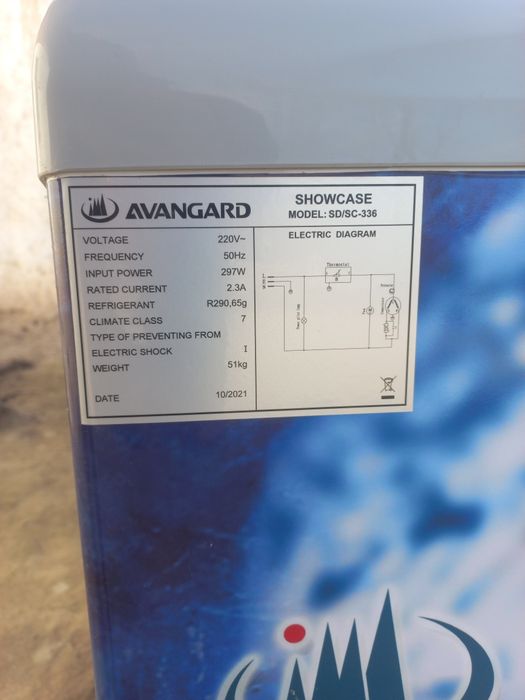 AVANGARD
SHOWCASE
MODEL: SD/SC-336
VOLTAGE 220V~
FREQUENCY 50Hz
INPUT POWER 297W
RATED CURRENT 2.3A
REFRIGERANT R290,65g
CLIMATE CLASS 7
TYPE OF PREVENTING FROM
ELECTRIC SHOCK I
WEIGHT 51kg
DATE 10/2021
ELECTRIC DIAGRAM
Thermostat
L
N